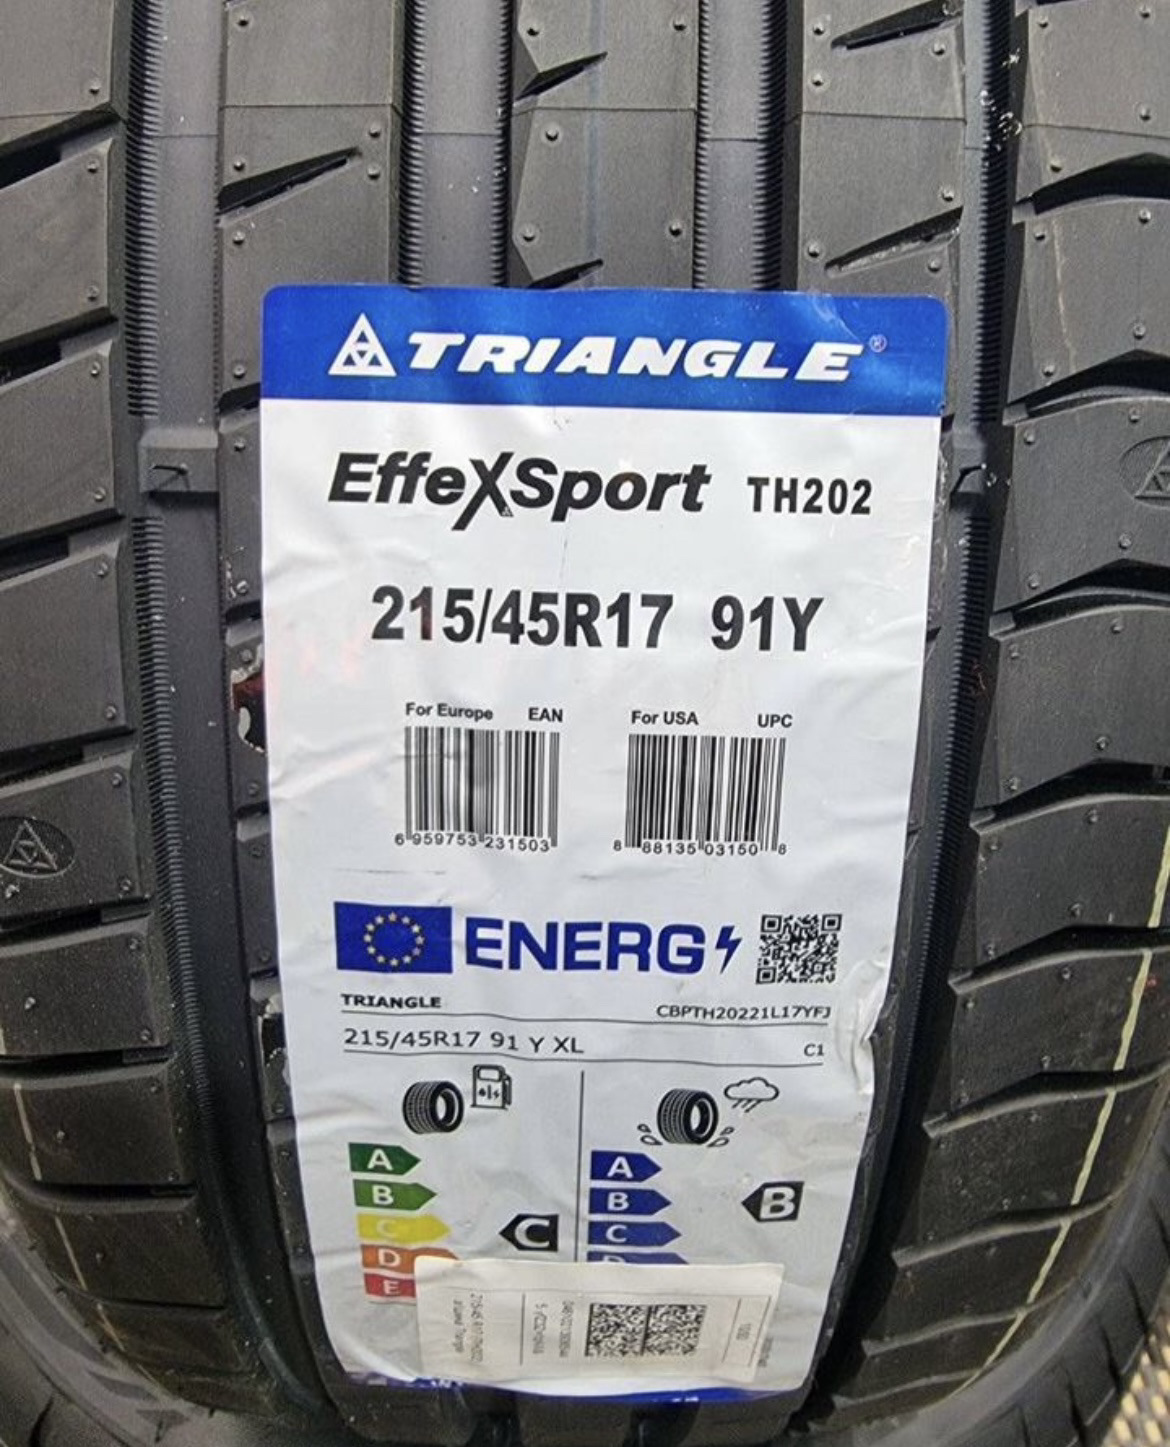 TRIANGLE®
EffeXSport TH202
215/45R17 91Y
For Europe EAN
For USA UPC
6 959753 231503
8 88135 03150 8
ENERG
TRIANGLE
CBPTH20221L17YFJ
215/45R17 91 Y XL
C1
A
B
C
D
E
C
A
B
C
D
B